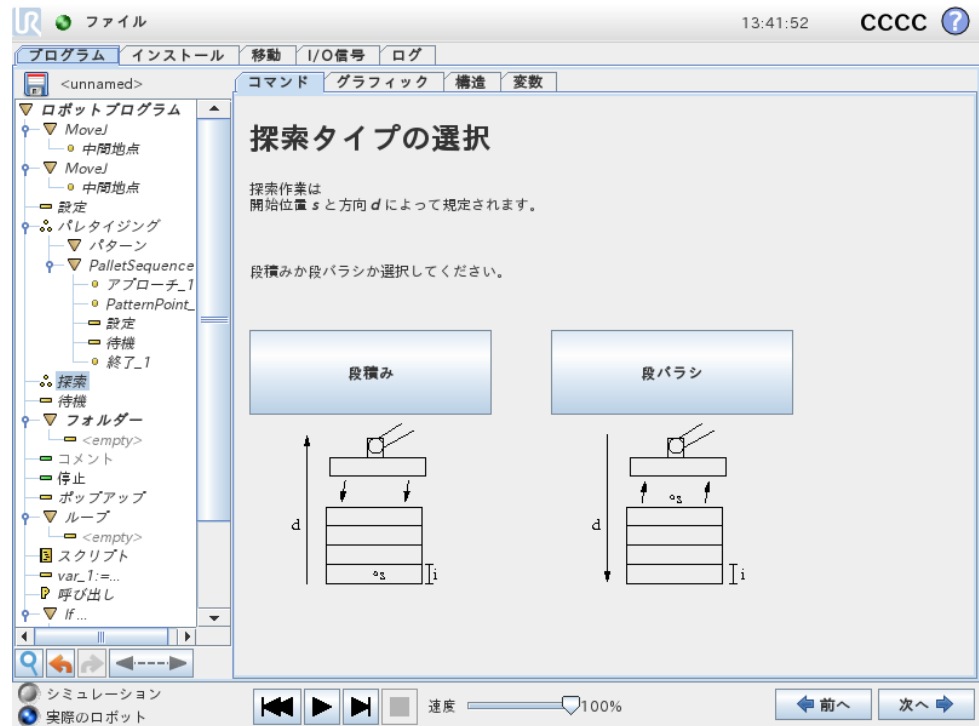 UR ファイル 13:41:52 CCCC ?
プログラム インストール 移動 I/O信号 ログ
<unnamed>
コマンド グラフィック 構造 変数
ロボットプログラム
MoveJ
中間地点
MoveJ
中間地点
設定
パレタイジング
パターン
PalletSequence
アプローチ_1
PatternPoint_
設定
待機
終了_1
探索
待機
フォルダー
<empty>
コメント
停止
ポップアップ
ループ
<empty>
スクリプト
var_1:=...
呼び出し
If ...
探索タイプの選択
探索作業は
開始位置 s と方向 d によって規定されます。
段積みか段バラシか選択してください。
段積み
段バラシ
d
s
i
d
s
i
シミュレーション
実際のロボット
速度 100%
前へ 次へ